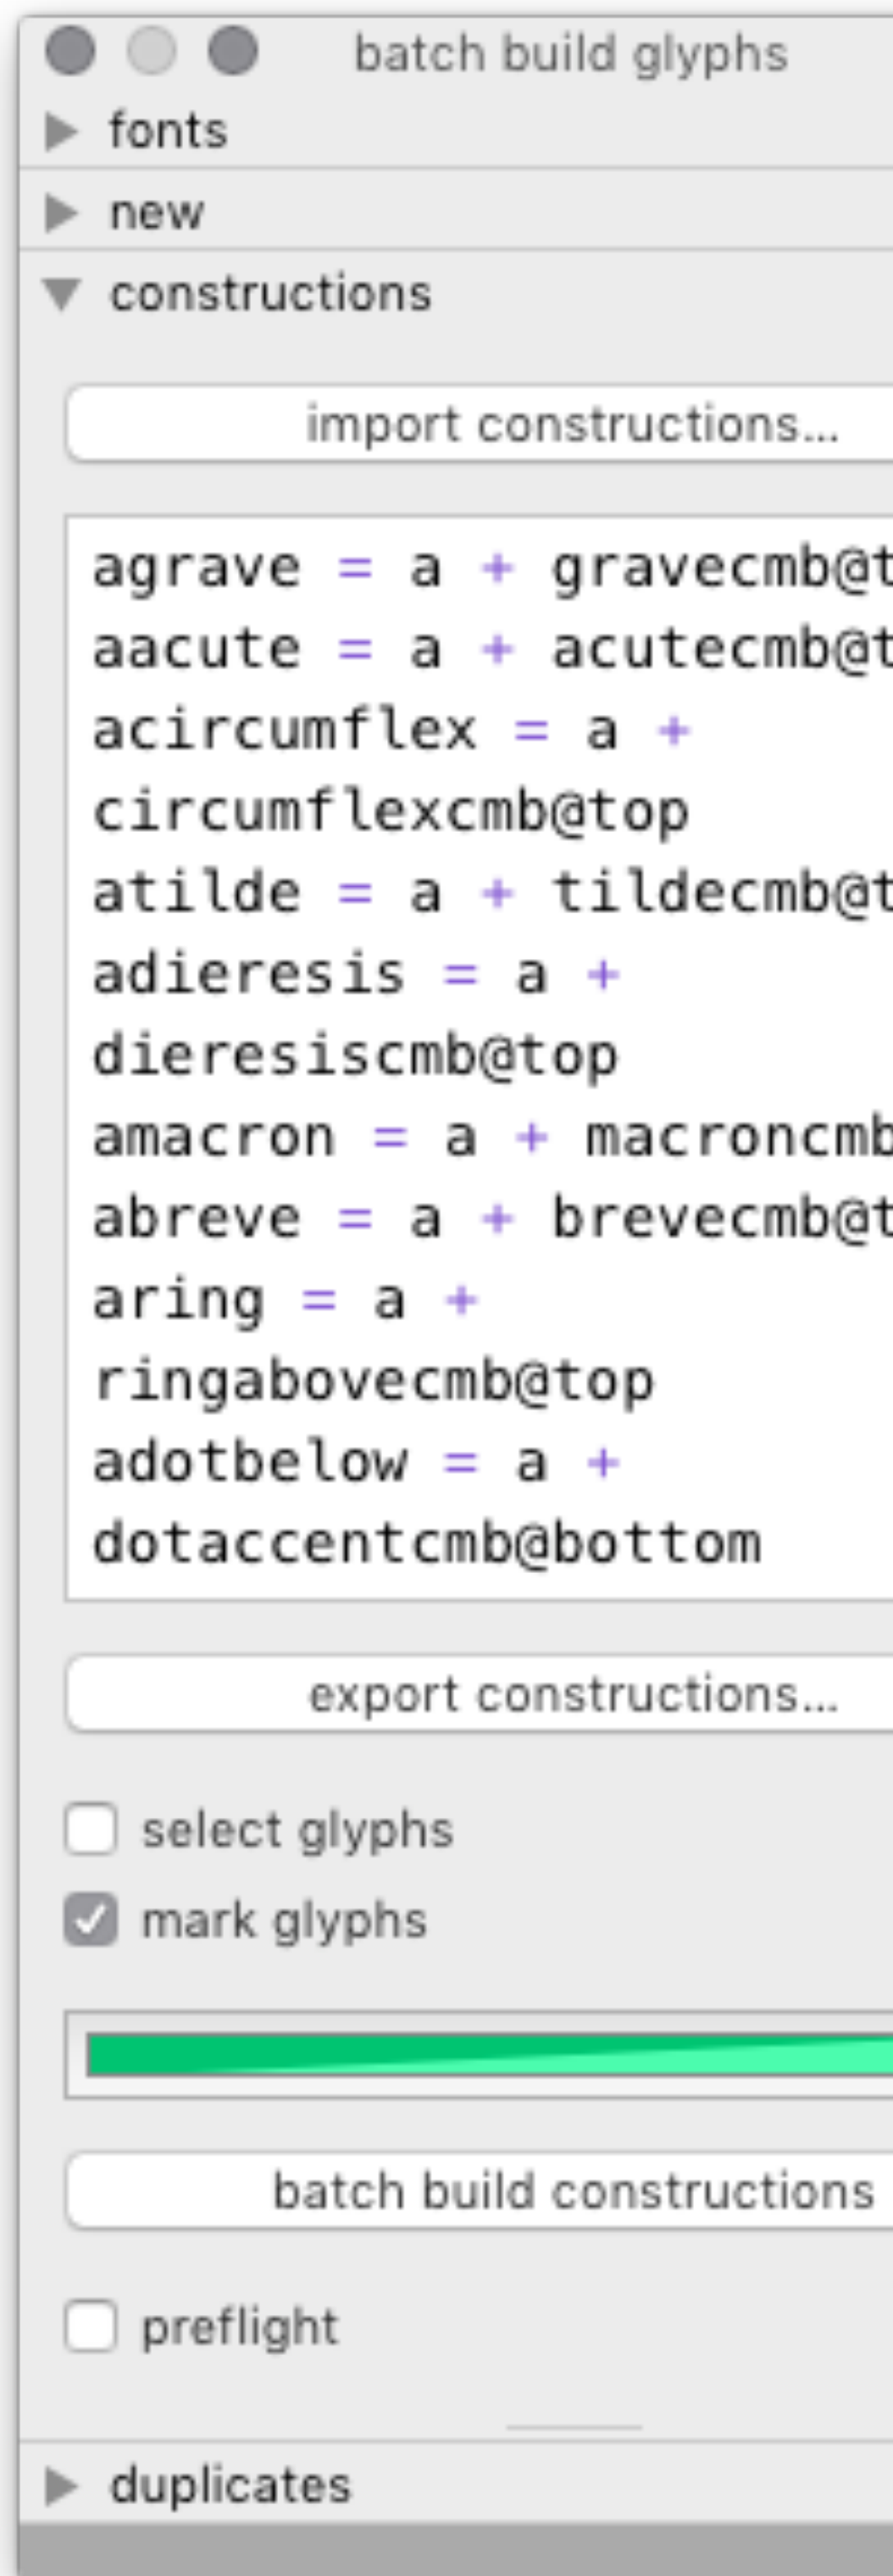 batch build glyphs
fonts
new
constructions
import constructions...
agrave = a + gravecmb@t
aacute = a + acutecmb@t
acircumflex = a +
circumflexcmb@top
atilde = a + tildecmb@t
adieresis = a +
dieresiscmb@top
amacron = a + macroncmb
abreve = a + brevecmb@t
aring = a +
ringabovecmb@top
adotbelow = a +
dotaccentcmb@bottom
export constructions...
select glyphs
mark glyphs
batch build constructions
preflight
duplicates